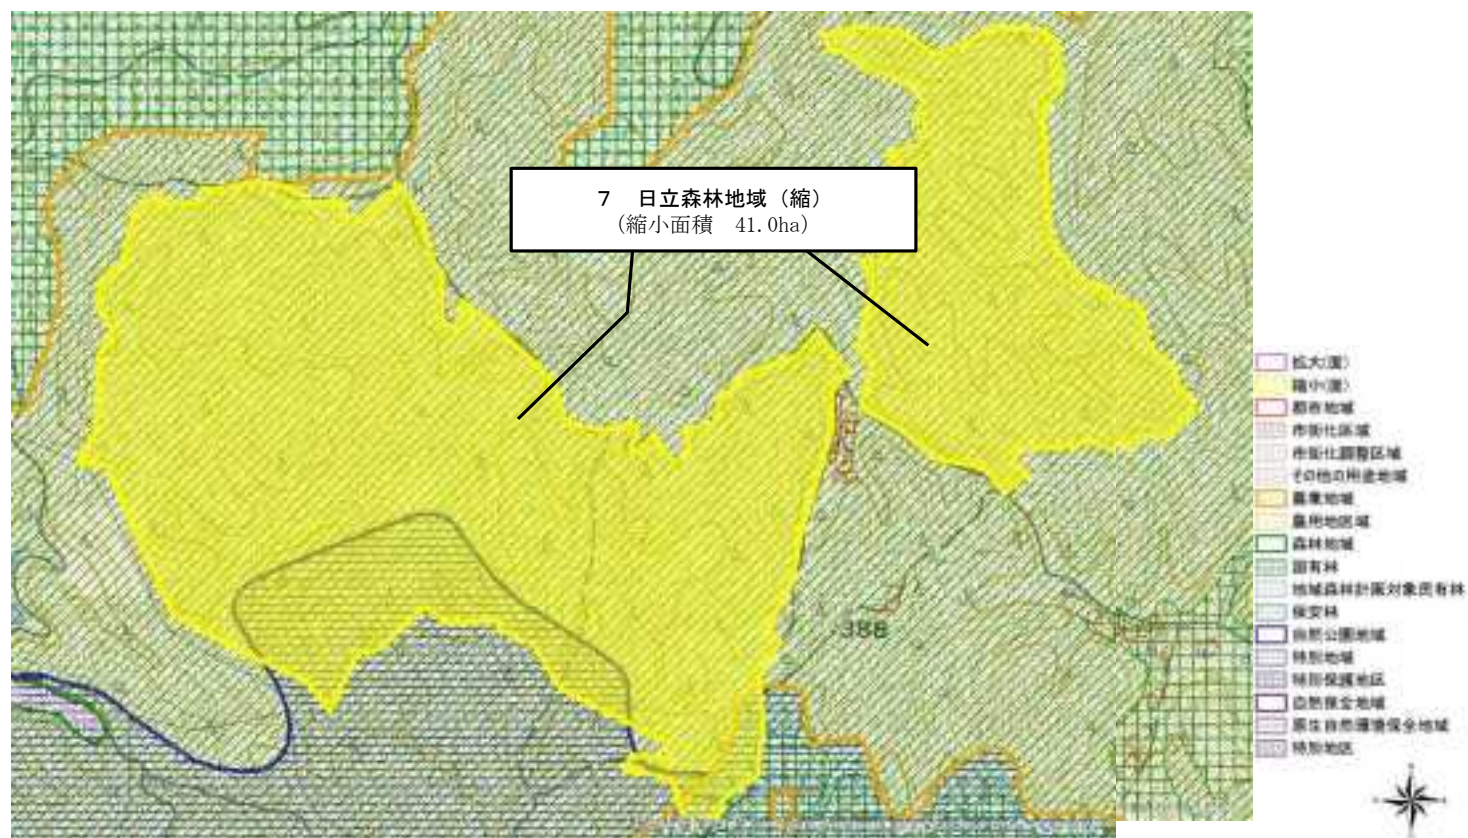 7　日立森林地域（縮）
（縮小面積　41.0ha）
388
拡大(面)
縮小(面)
都市地域
市街化区域
市街化調整区域
その他の用途地域
農業地域
農用地区域
森林地域
国有林
地域森林計画対象民有林
保安林
自然公園地域
特別地域
特別保護地区
自然保全地域
原生自然環境保全地域
特別地区